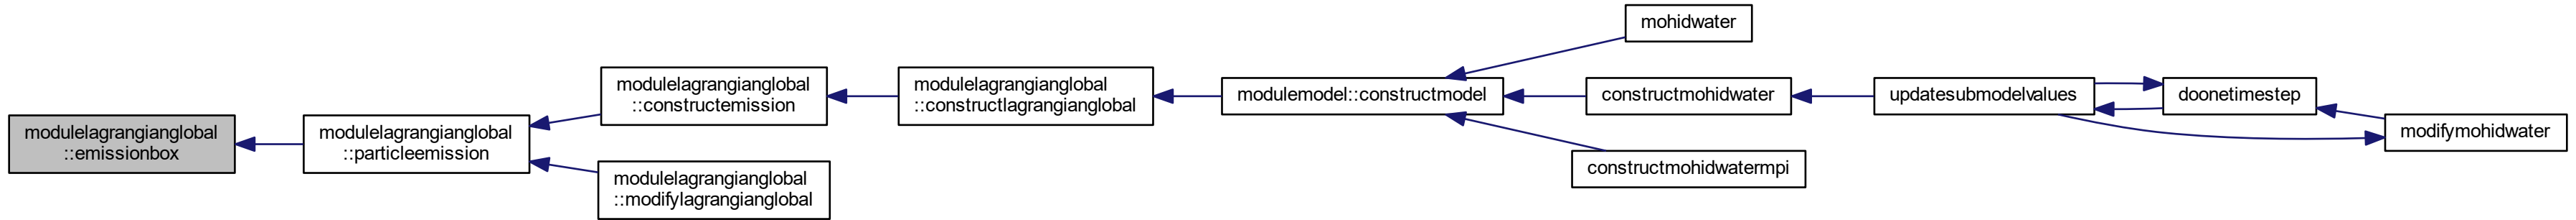 modulelagrangianglobal
::emissionbox
modulelagrangianglobal
::particleemission
modulelagrangianglobal
::constructemission
modulelagrangianglobal
::modifylagrangianglobal
modulelagrangianglobal
::constructlagrangianglobal
modulemodel::constructmodel
mohidwater
constructmohidwater
constructmohidwatermpi
updatesubmodelvalues
doonetimestep
modifymohidwater